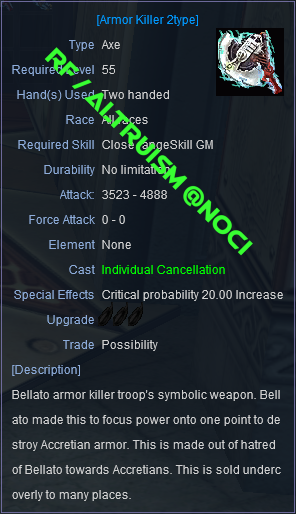 [Armor Killer 2type]
Type Axe
Required Level 55
Hand(s) Used Two handed
Race All races
Required Skill Close rangeSkill GM
Durability No limitation
Attack: 3523 - 4888
Force Attack 0 - 0
Element None
Cast Individual Cancellation
Special Effects Critical probability 20.00 Increase
Upgrade
Trade Possibility
[Description]
Bellato armor killer troop's symbolic weapon. Bell
ato made this to focus power onto one point to de
stroy Accretian armor. This is made out of hatred
of Bellato towards Accretians. This is sold underc
overly to many places.
RF / ALTRUISM @NOCI